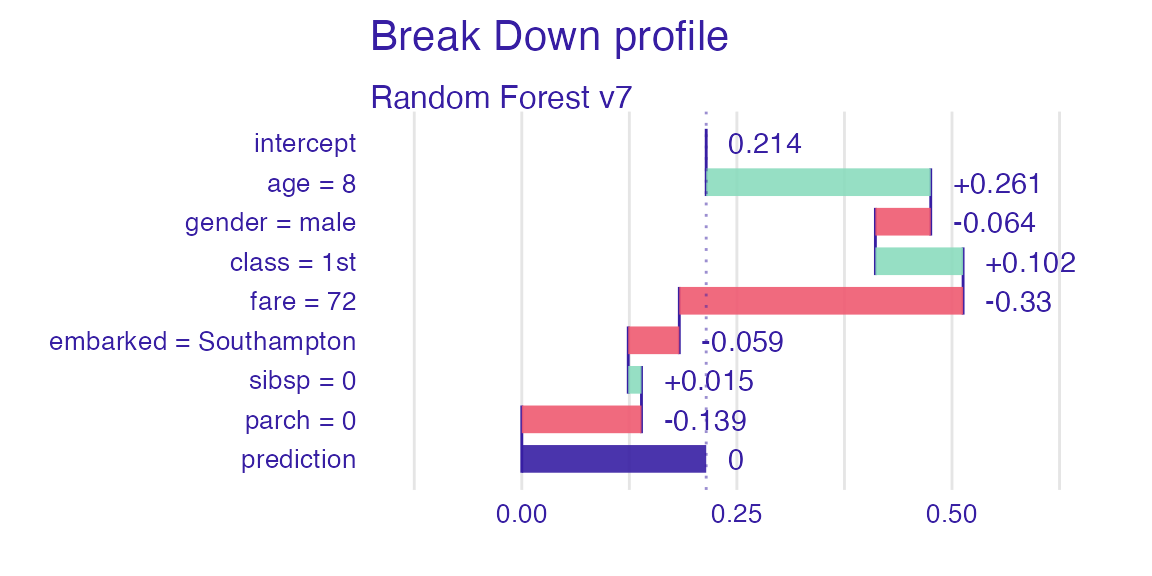 Break Down profile
Random Forest v7
intercept 0.214
age = 8 +0.261
gender = male -0.064
class = 1st +0.102
fare = 72 -0.33
embarked = Southampton -0.059
sibsp = 0 +0.015
parch = 0 -0.139
prediction 0
0.00 0.25 0.50